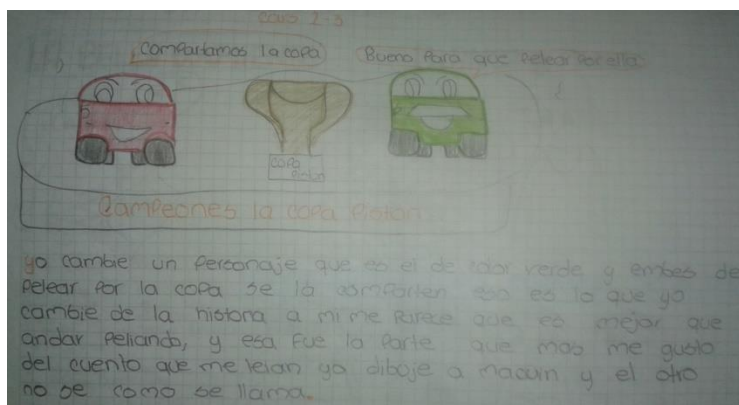 compartamos la copa
Bueno Para que Pelear Por ella
copa
Piston
Campeones la copa Piston
yo cambie un Personaje que es el de color verde y embes de
Pelear Por la copa se la comParten eso es lo que yo
cambie de la historia a mi me Parece que es mejor que
andar Peliando, y esa Fue la Parte que mas me gusto
del cuento que me leian yo dibuje a macuin y el otro
no se como se llama.